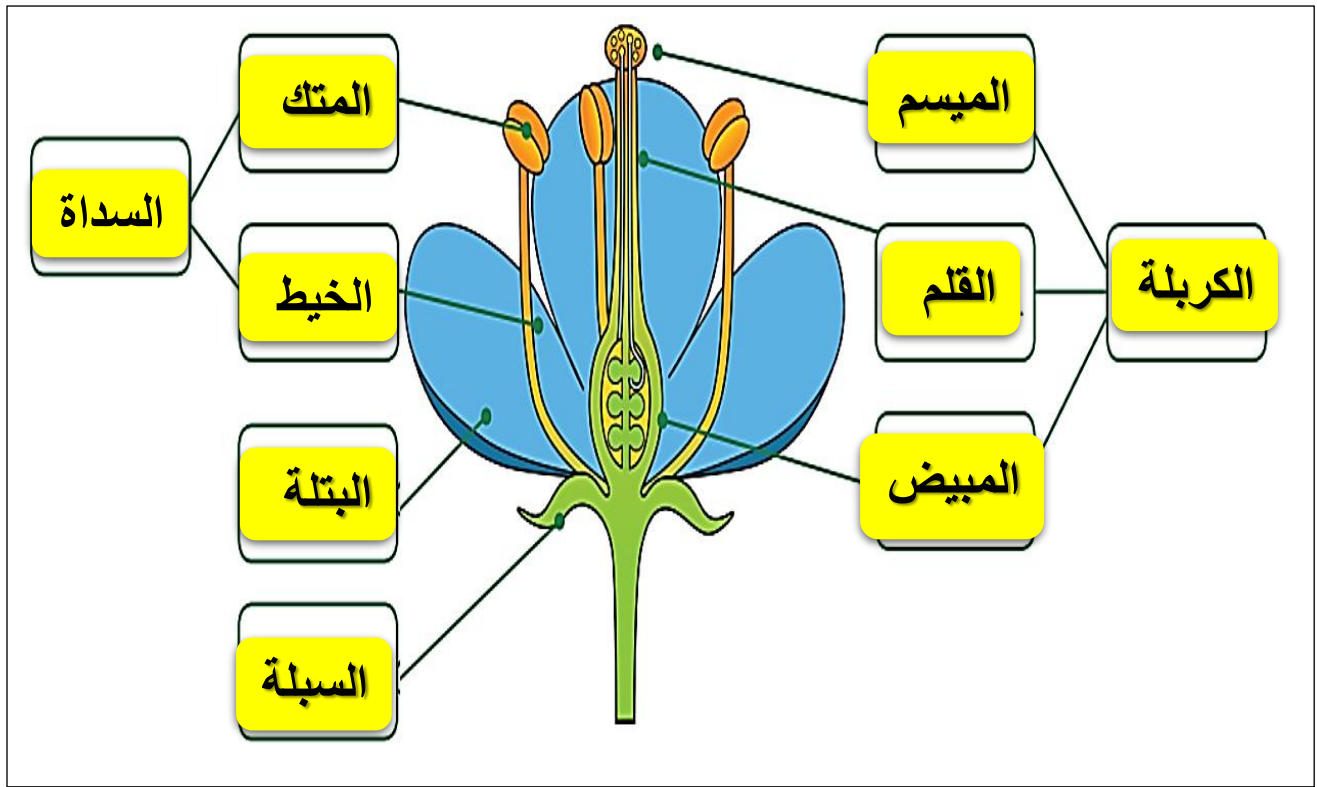 الميسم
المتك
السداة
القلم
الكربلة
الخيط
المبيض
البتلة
السبلة